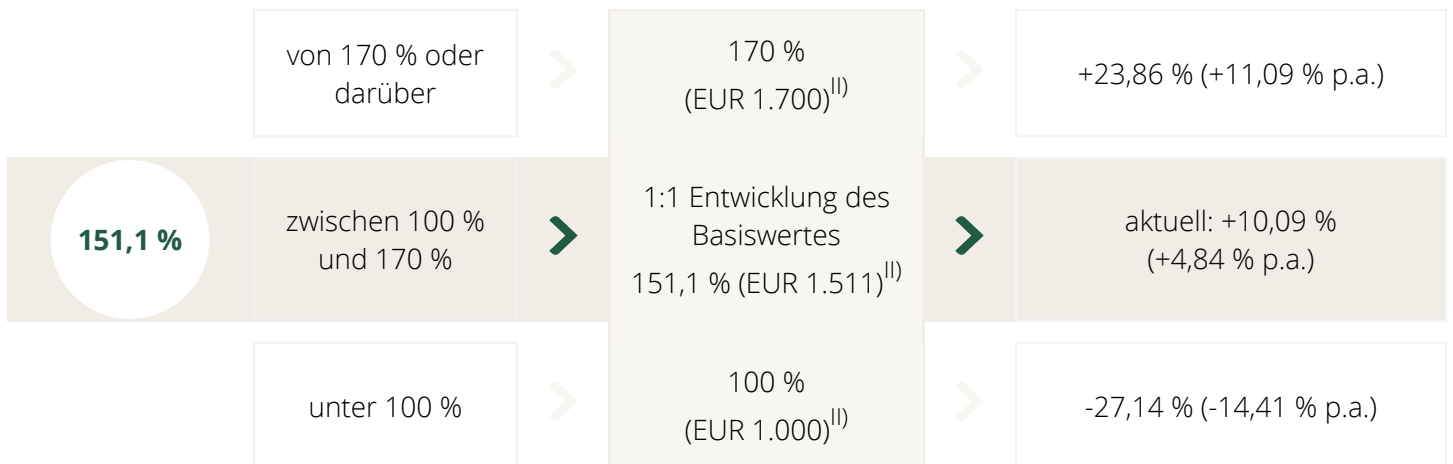 von 170 % oder
darüber
170 %
(EUR 1.700)II)
+23,86 % (+11,09 % p.a.)
151,1 %
zwischen 100 %
und 170 %
1:1 Entwicklung des
Basiswertes
151,1 % (EUR 1.511)II)
aktuell: +10,09 %
(+4,84 % p.a.)
unter 100 %
100 %
(EUR 1.000)II)
-27,14 % (-14,41 % p.a.)